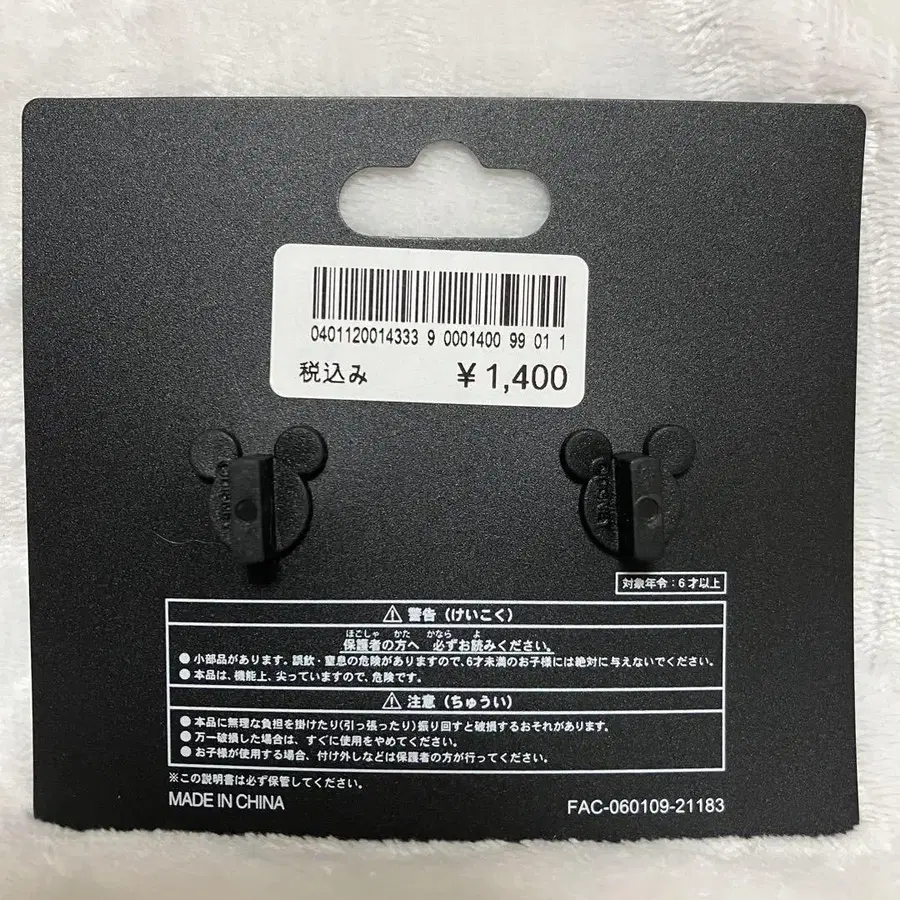 0401120014333 9 0001400 99 01 1
税込み ¥1,400
対象年令：6才以上
⚠ 警告（けいこく）
ほごしゃ かた かなら よ
保護者の方へ 必ずお読みください。
●小部品があります。誤飲・窒息の危険がありますので、6才未満のお子様には絶対に与えないでください。
●本品は、機能上、尖っていますので、危険です。
⚠ 注意（ちゅうい）
●本品に無理な負担を掛けたり(引っ張ったり)振り回すと破損するおそれがあります。
●万一破損した場合は、すぐに使用をやめてください。
●お子様が使用する場合、付け外しなどは保護者の方が行ってください。
※この説明書は必ず保管してください。
MADE IN CHINA
FAC-060109-21183